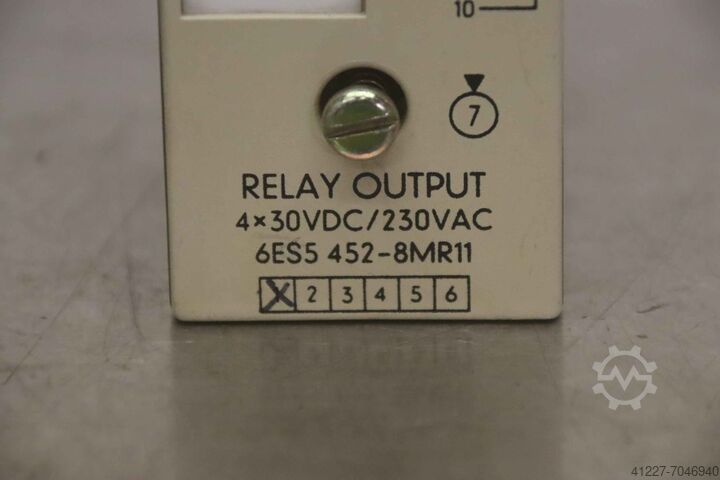 10
7
RELAY OUTPUT
4×30VDC/230VAC
6ES5 452-8MR11
X 2 3 4 5 6
41227-7046940